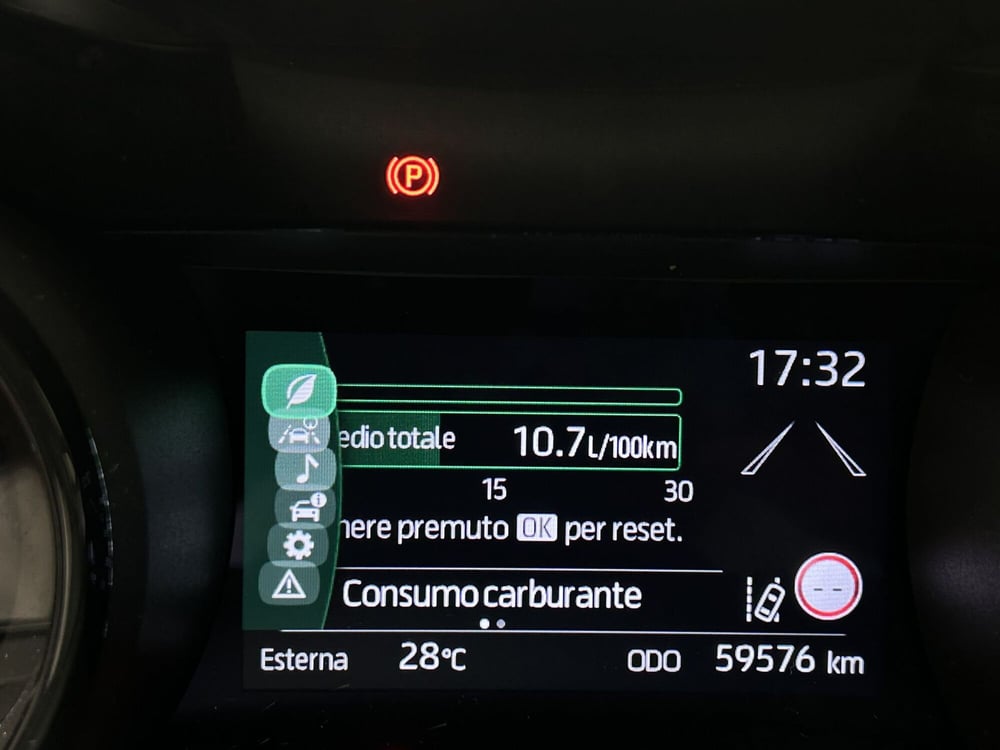 P
17:32
edio totale 10.7 L/100km
15 30
nere premuto OK per reset.
Consumo carburante
--
Esterna 28°C ODO 59576 km